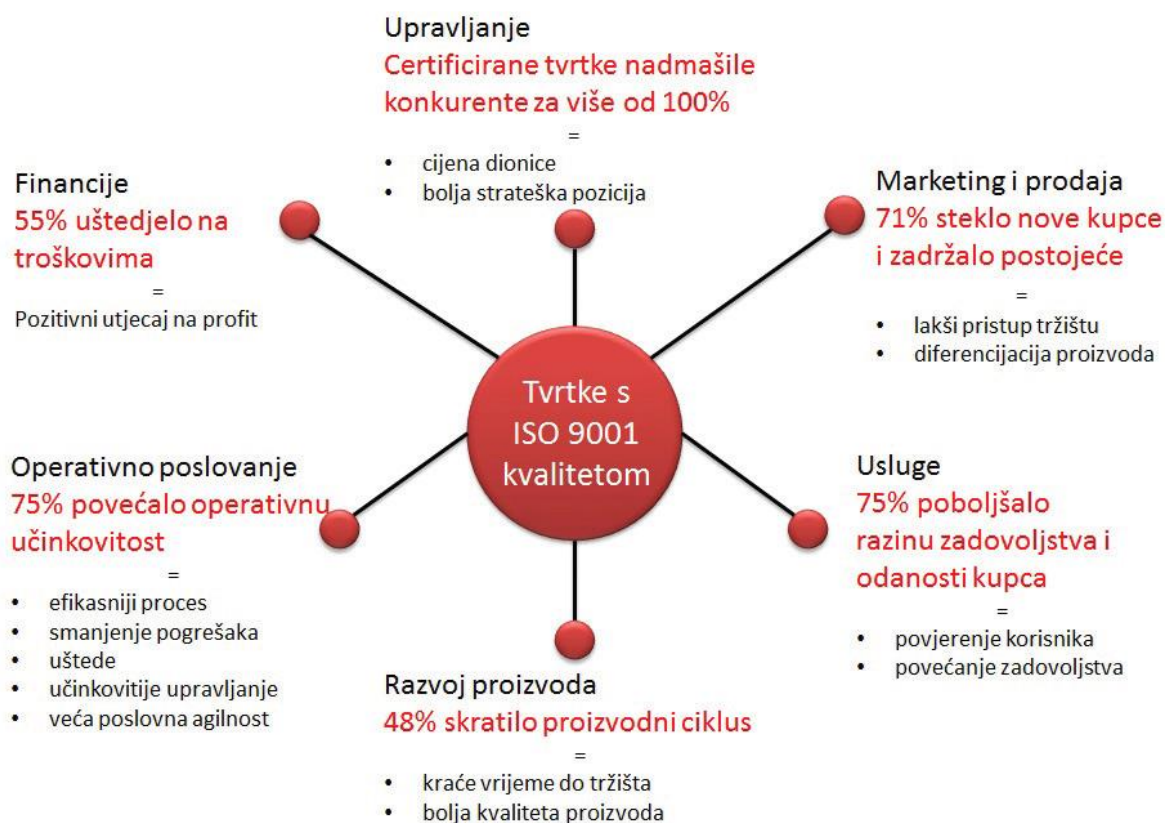 Upravljanje
Certificirane tvrtke nadmašile
konkurente za više od 100%
=
• cijena dionice
• bolja strateška pozicija
Financije
55% uštedjelo na
troškovima
=
Pozitivni utjecaj na profit
Marketing i prodaja
71% steklo nove kupce
i zadržalo postojeće
=
• lakši pristup tržištu
• diferencijacija proizvoda
Tvrtke s
ISO 9001
kvalitetom
Operativno poslovanje
75% povećalo operativnu
učinkovitost
=
• efikasniji proces
• smanjenje pogrešaka
• uštede
• učinkovitije upravljanje
• veća poslovna agilnost
Usluge
75% poboljšalo
razinu zadovoljstva i
odanosti kupca
=
• povjerenje korisnika
• povećanje zadovoljstva
Razvoj proizvoda
48% skratilo proizvodni ciklus
=
• kraće vrijeme do tržišta
• bolja kvaliteta proizvoda